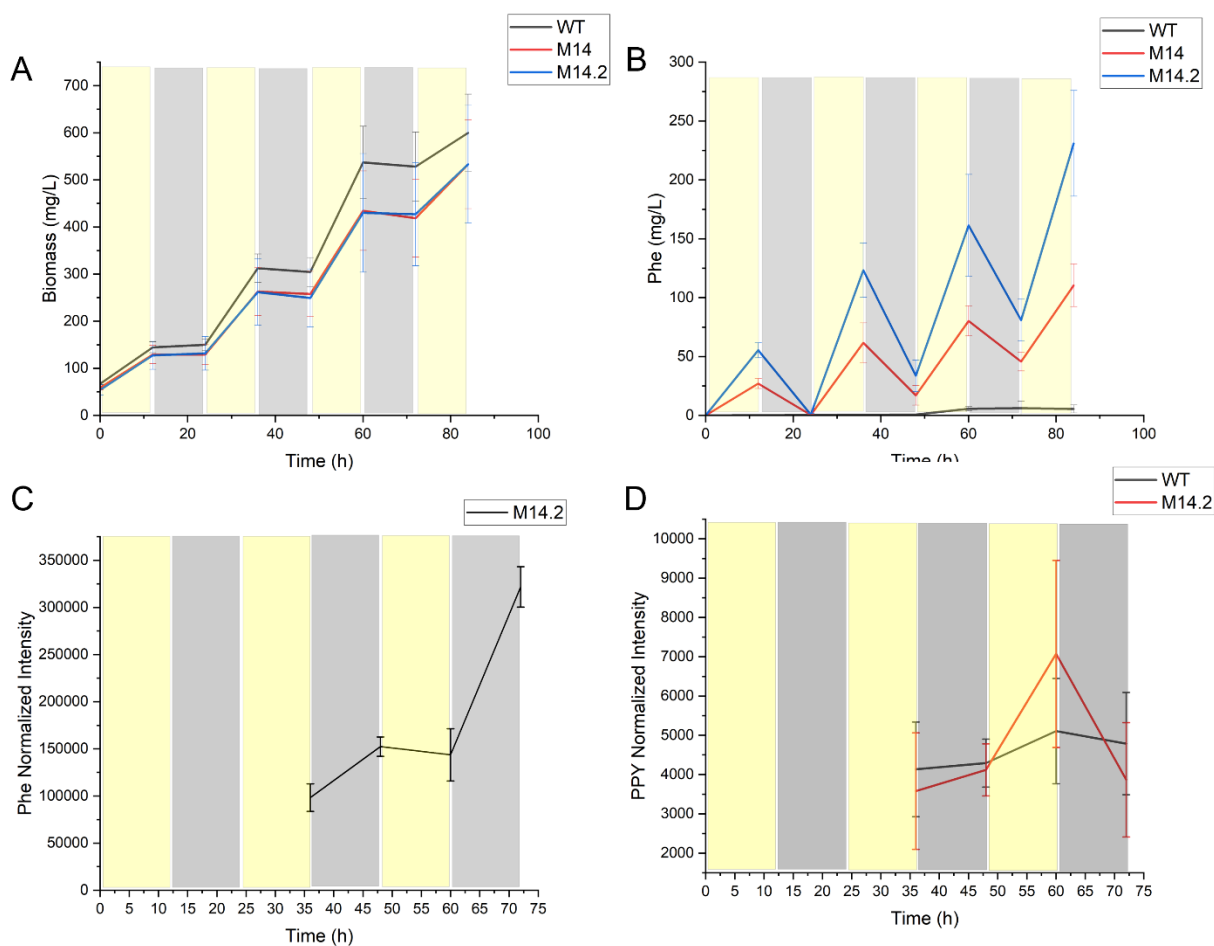 A
WT
M14
M14.2
Biomass (mg/L)
700
600
500
400
300
200
100
0
0 20 40 60 80 100
Time (h)
B
WT
M14
M14.2
Phe (mg/L)
300
250
200
150
100
50
0
0 20 40 60 80 100
Time (h)
C
M14.2
Phe Normalized Intensity
350000
300000
250000
200000
150000
100000
50000
0
0 5 10 15 20 25 30 35 40 45 50 55 60 65 70 75
Time (h)
D
WT
M14.2
PPY Normalized Intensity
10000
9000
8000
7000
6000
5000
4000
3000
2000
0 5 10 15 20 25 30 35 40 45 50 55 60 65 70 75
Time (h)